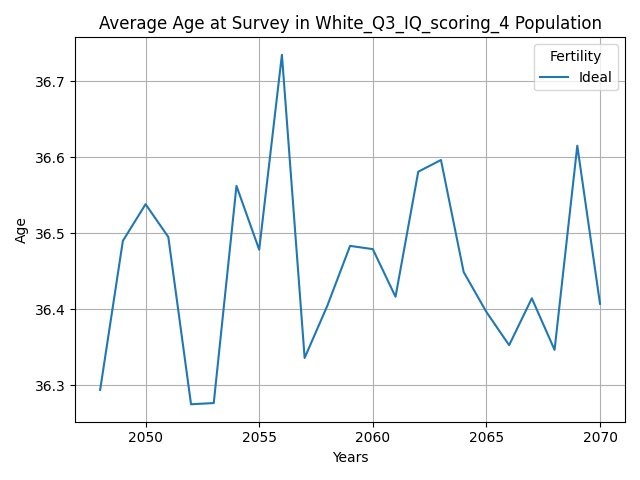 Average Age at Survey in White_Q3_IQ_scoring_4 Population
Fertility
Ideal
36.7
36.6
36.5
36.4
36.3
Age
2050 2055 2060 2065 2070
Years